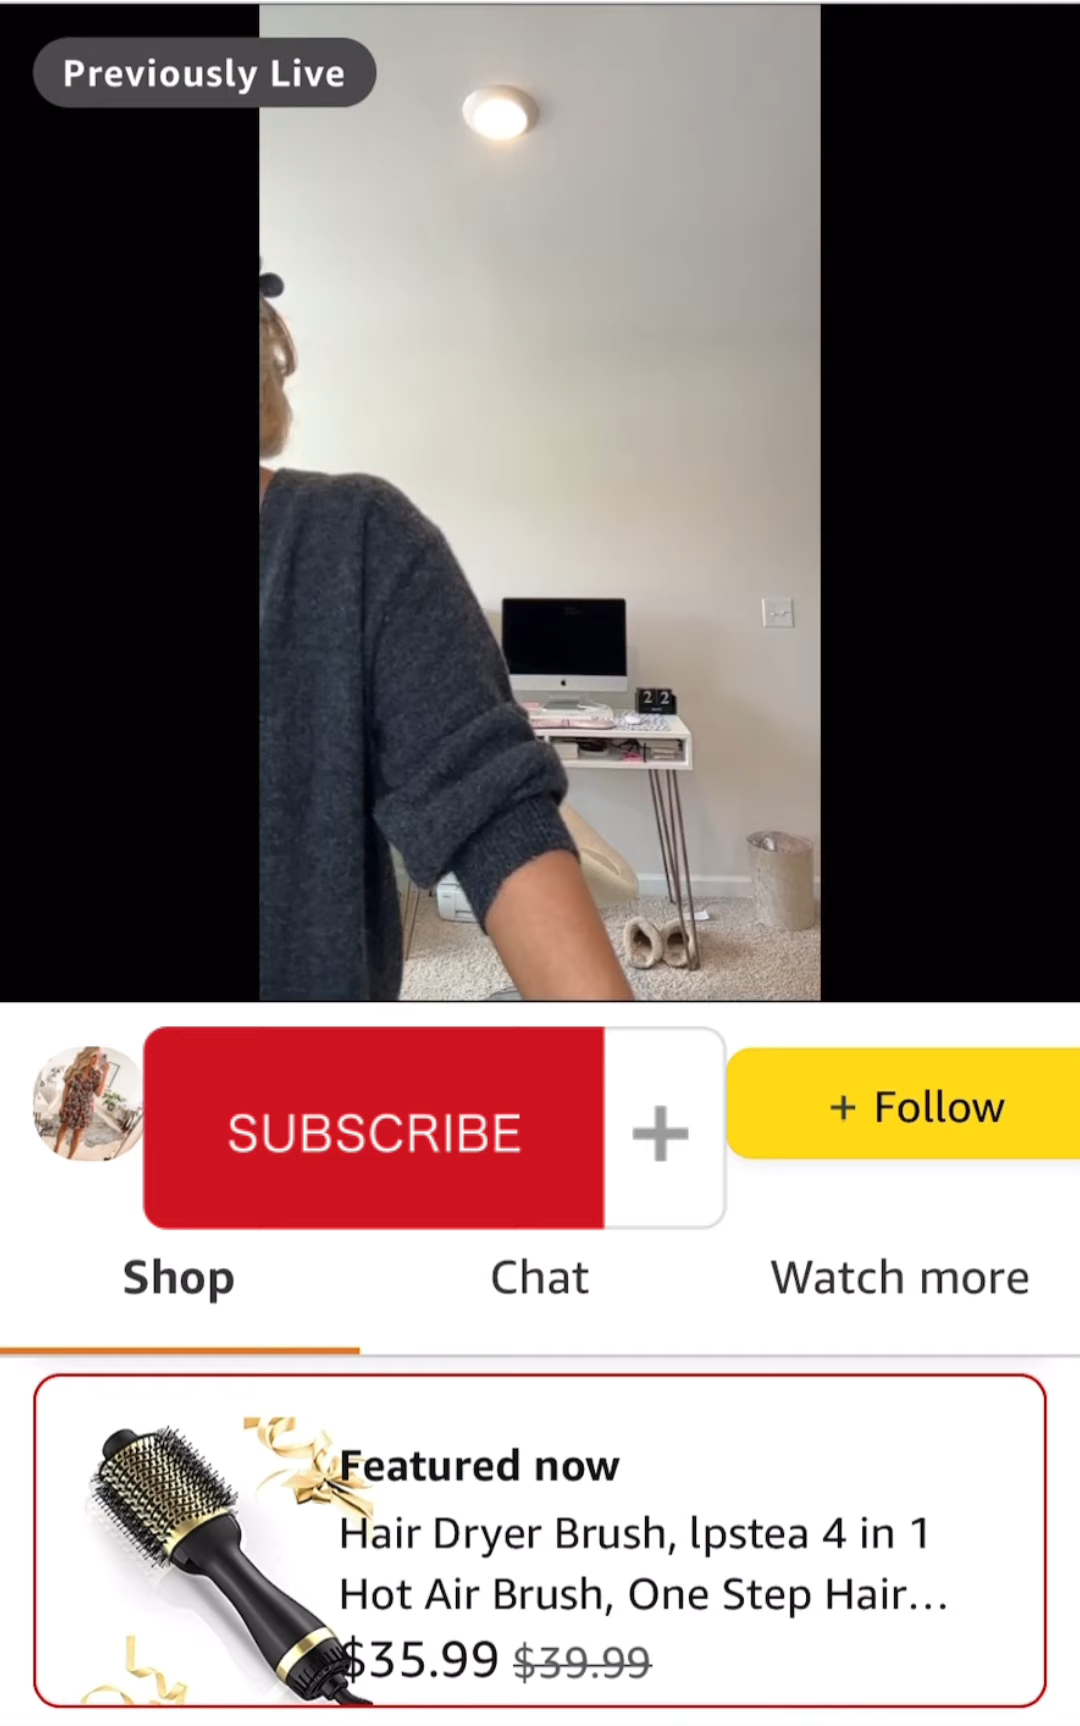 Previously Live
22
SUBSCRIBE +
+ Follow
Shop Chat Watch more
Featured now
Hair Dryer Brush, lpstea 4 in 1
Hot Air Brush, One Step Hair...
$35.99 $39.99